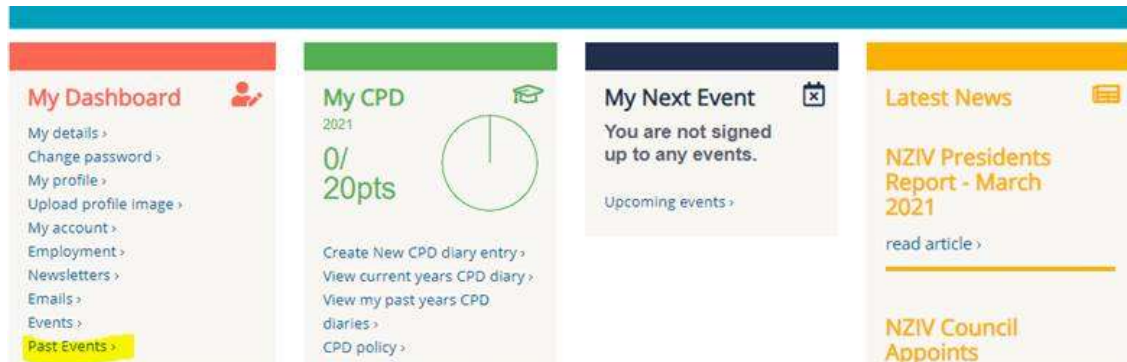 My Dashboard
My details ›
Change password ›
My profile ›
Upload profile image ›
My account ›
Employment ›
Newsletters ›
Emails ›
Events ›
Past Events ›
My CPD
2021
0/
20pts
Create New CPD diary entry ›
View current years CPD diary ›
View my past years CPD
diaries ›
CPD policy ›
My Next Event
You are not signed
up to any events.
Upcoming events ›
Latest News
NZIV Presidents
Report - March
2021
read article ›
NZIV Council
Appoints